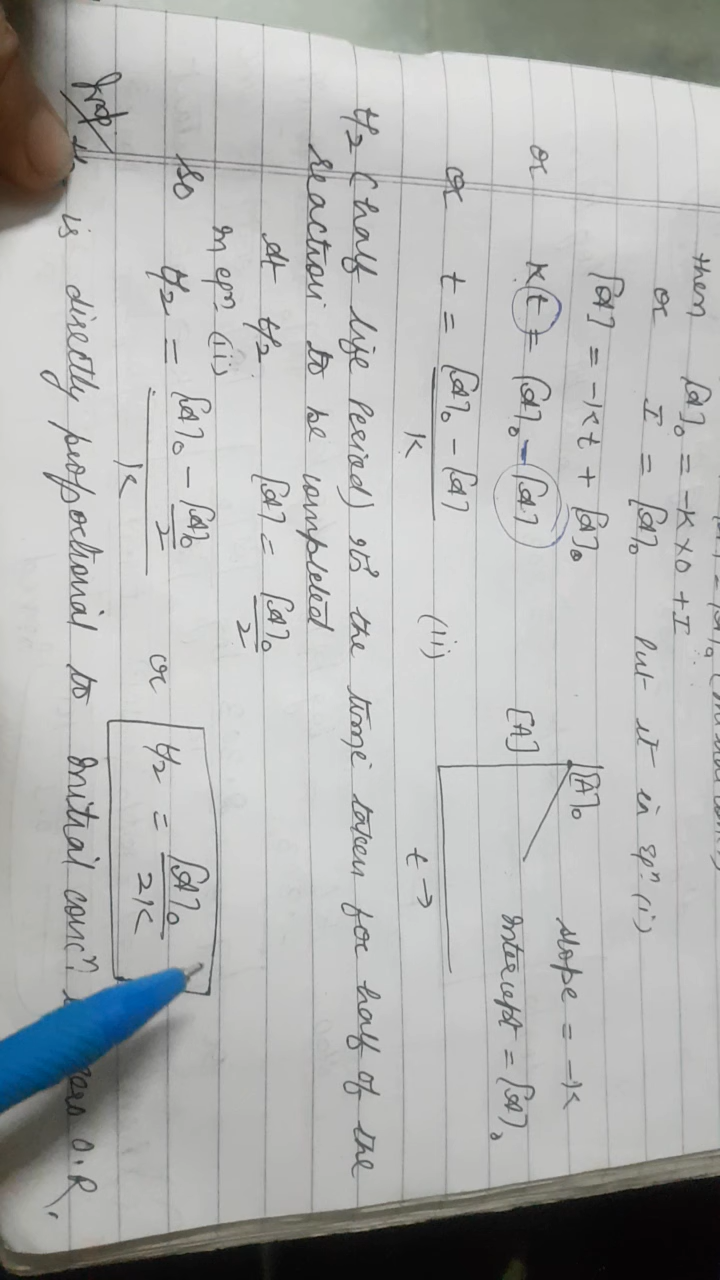 then [A]₀ = -K×0 + I
or I = [A]₀ put it in eqⁿ (i)
[A] = -Kt + [A]₀
or Kt = [A]₀ - [A]
or t = [A]₀ - [A] / K (ii)
[A]₀
[A]
t →
slope = -K
Intercept = [A]₀
t½ (half life Period) It is the time taken for half of the
reaction to be completed
At t½ [A] = [A]₀ / 2
in eqⁿ (ii)
so t½ = [A]₀ - [A]₀/2 / K or t½ = [A]₀ / 2K
is directly proportional to initial concⁿ zero O.R.